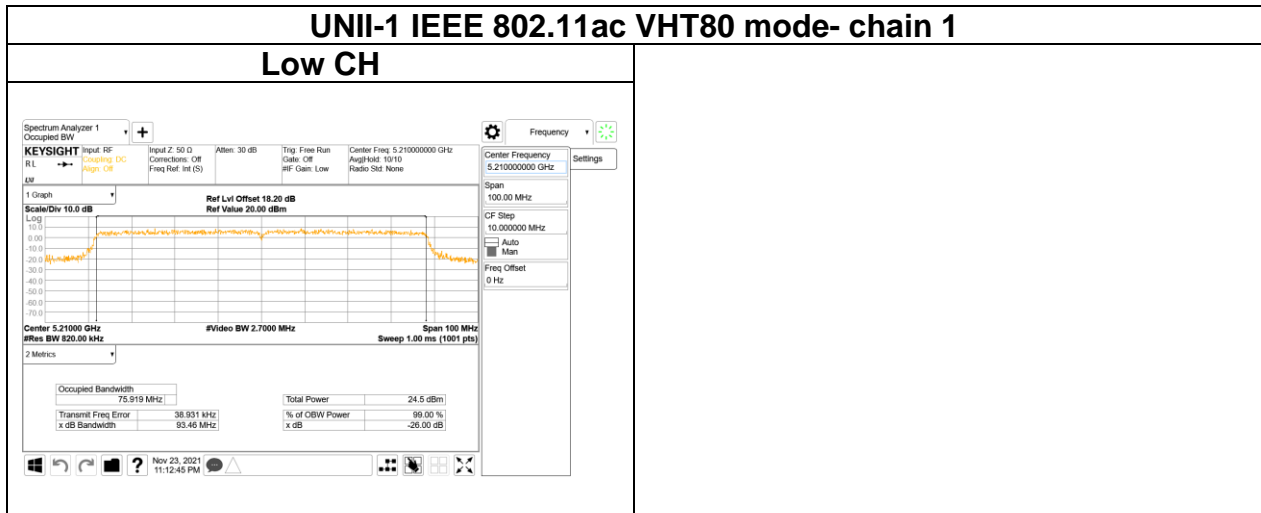 UNII-1 IEEE 802.11ac VHT80 mode- chain 1
Low CH
Spectrum Analyzer 1
Occupied BW
Frequency
KEYSIGHT
RL
Input: RF
Coupling: DC
Align: Off
Input Z: 50 Ω
Corrections: Off
Freq Ref: Int (S)
Atten: 30 dB
Trig: Free Run
Gate: Off
#IF Gain: Low
Center Freq: 5.210000000 GHz
Avg|Hold: 10/10
Radio Std: None
Center Frequency
5.210000000 GHz
Settings
Span
100.00 MHz
CF Step
10.000000 MHz
Auto
Man
Freq Offset
0 Hz
1 Graph
Scale/Div 10.0 dB
Ref Lvl Offset 18.20 dB
Ref Value 20.00 dBm
Log
10.0
0.00
-10.0
-20.0
-30.0
-40.0
-50.0
-60.0
-70.0
Center 5.21000 GHz
#Video BW 2.7000 MHz
Span 100 MHz
#Res BW 820.00 kHz
Sweep 1.00 ms (1001 pts)
2 Metrics
Occupied Bandwidth
75.919 MHz
Total Power 24.5 dBm
Transmit Freq Error 38.931 kHz
% of OBW Power 99.00 %
x dB Bandwidth 93.46 MHz
x dB -26.00 dB
Nov 23, 2021
11:12:45 PM